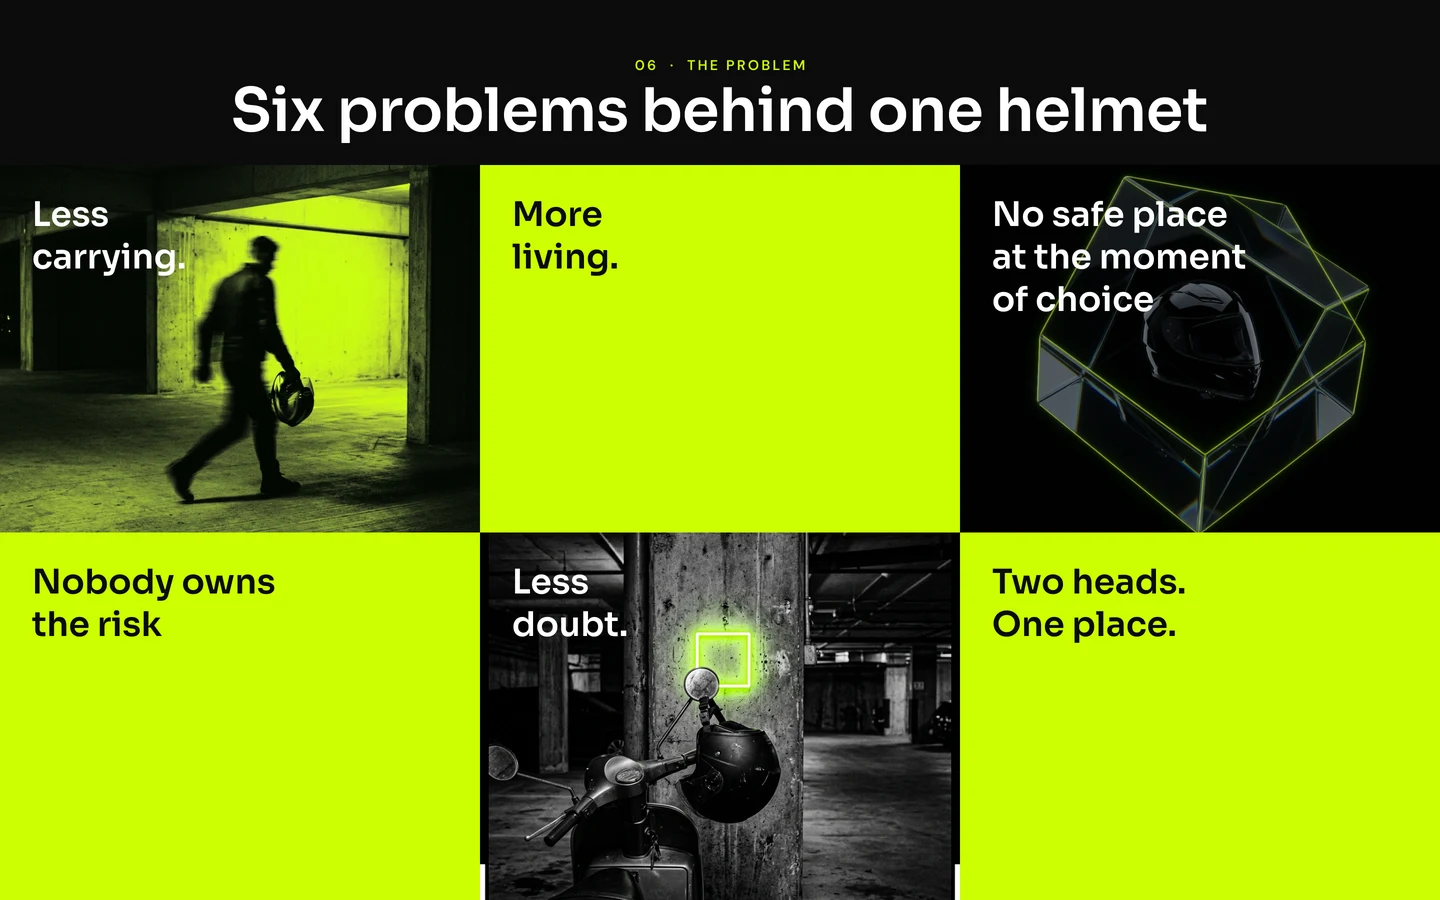 06 · THE PROBLEM
Six problems behind one helmet
Less
carrying.
More
living.
No safe place
at the moment
of choice
Nobody owns
the risk
Less
doubt.
Two heads.
One place.